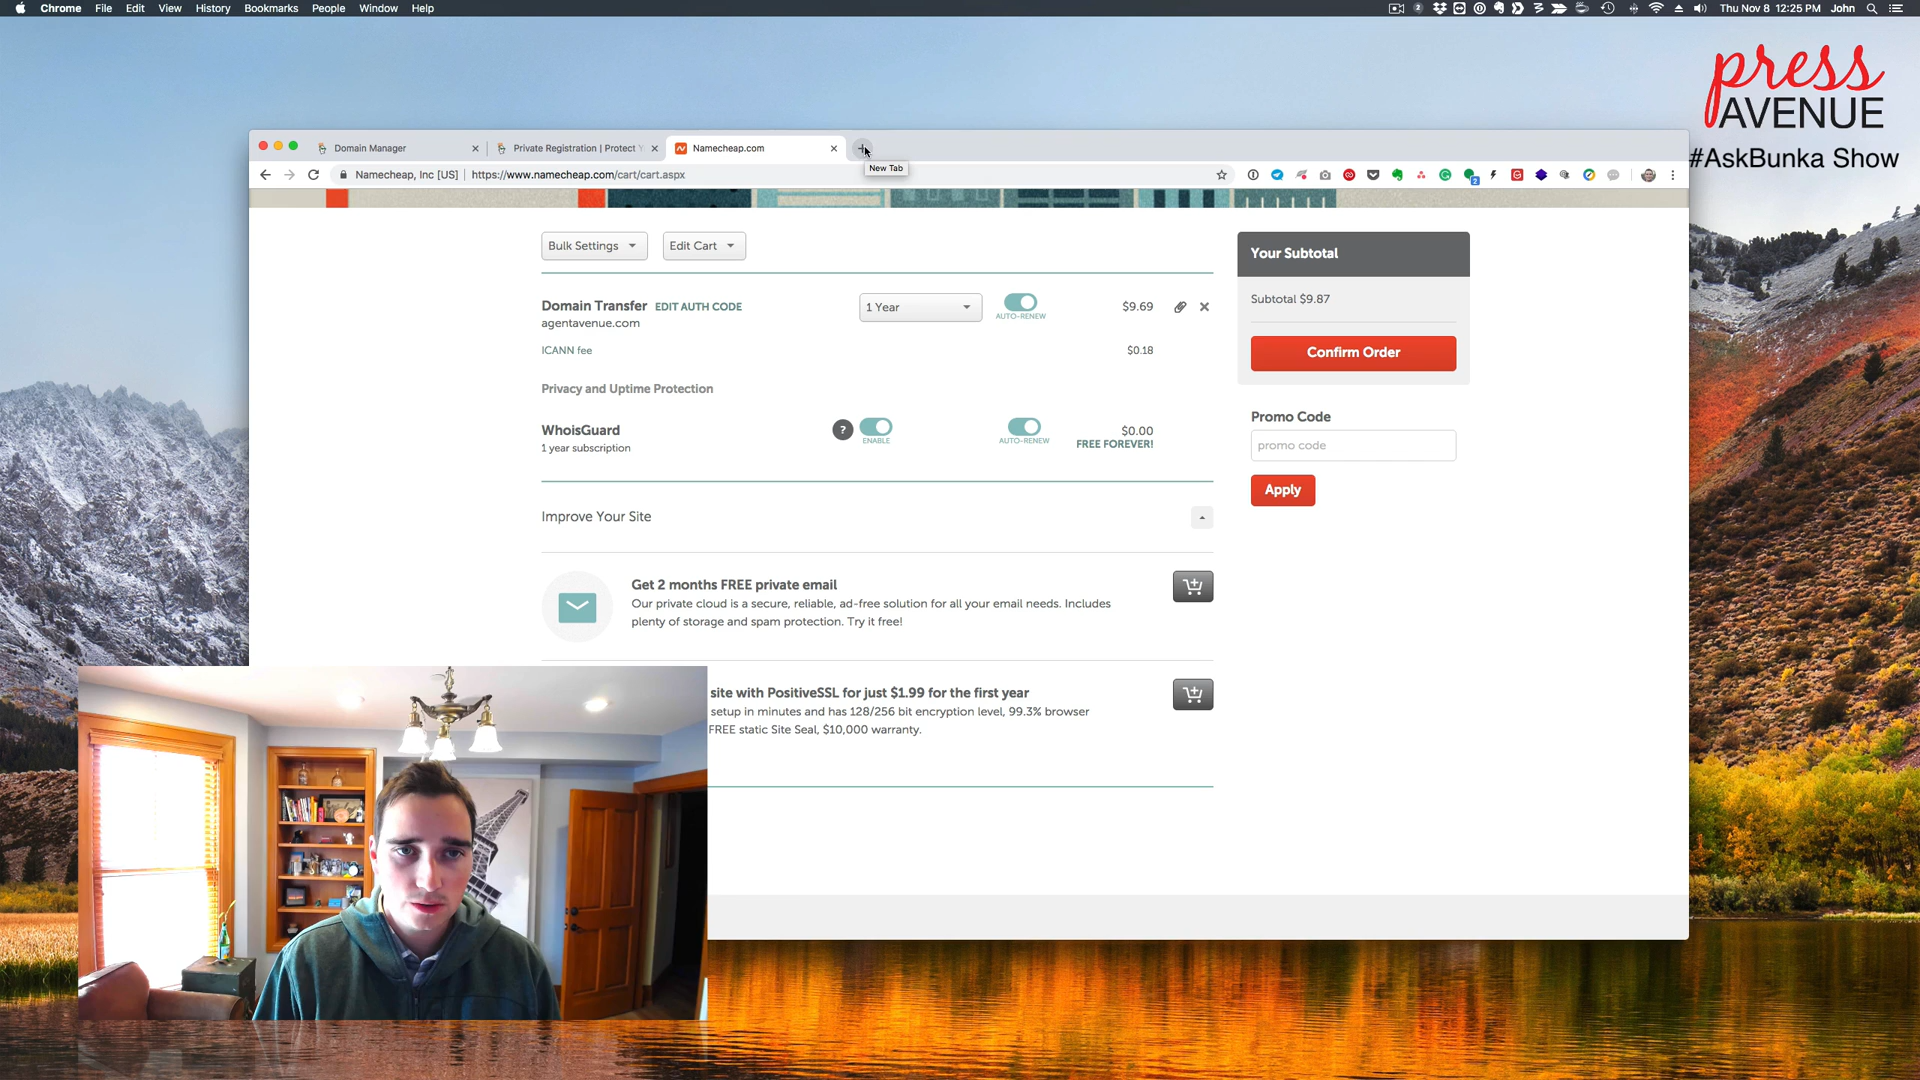 Chrome File Edit View History Bookmarks People Window Help
Thu Nov 8 12:25 PM John
press
AVENUE
#AskBunka Show
Domain Manager
Private Registration | Protect Y
Namecheap.com
New Tab
Namecheap, Inc [US] | https://www.namecheap.com/cart/cart.aspx
Bulk Settings
Edit Cart
Your Subtotal
Domain Transfer EDIT AUTH CODE
1 Year
AUTO-RENEW
$9.69
agentavenue.com
Subtotal $9.87
ICANN fee
$0.18
Confirm Order
Privacy and Uptime Protection
WhoisGuard
?
ENABLE
AUTO-RENEW
$0.00
FREE FOREVER!
1 year subscription
Promo Code
promo code
Apply
Improve Your Site
Get 2 months FREE private email
Our private cloud is a secure, reliable, ad-free solution for all your email needs. Includes
plenty of storage and spam protection. Try it free!
site with PositiveSSL for just $1.99 for the first year
setup in minutes and has 128/256 bit encryption level, 99.3% browser
FREE static Site Seal, $10,000 warranty.